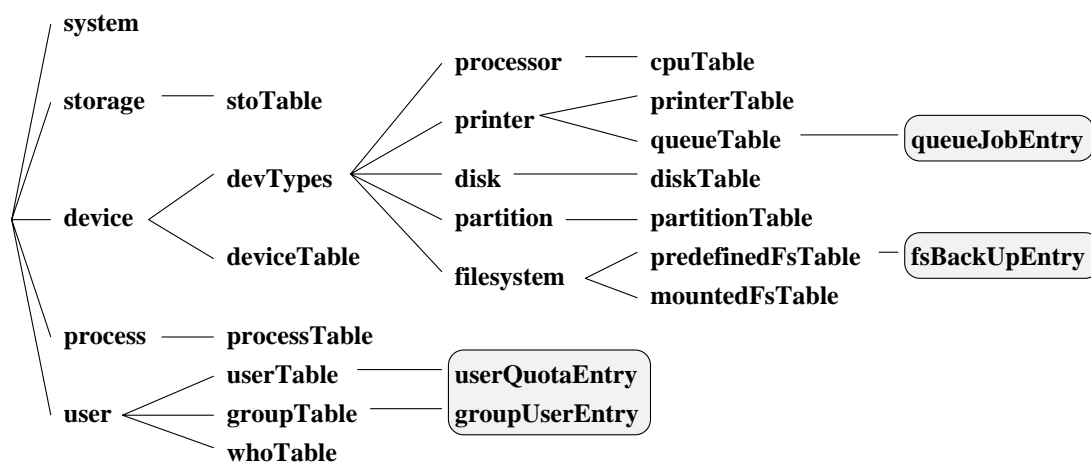 system
storage
stoTable
device
devTypes
deviceTable
processor
cpuTable
printer
printerTable
queueTable
queueJobEntry
disk
diskTable
partition
partitionTable
filesystem
predefinedFsTable
fsBackUpEntry
mountedFsTable
process
processTable
user
userTable
userQuotaEntry
groupTable
groupUserEntry
whoTable